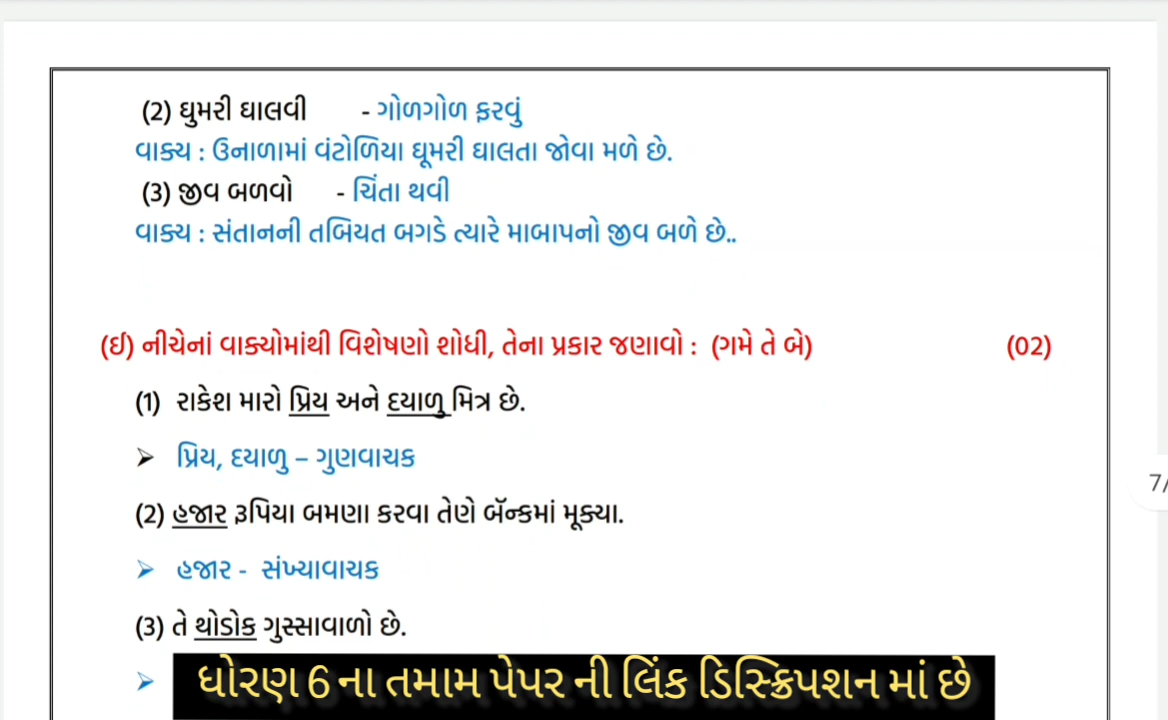 (2) ઘુમરી ઘાલવી - ગોળગોળ ફરવું
વાક્ય : ઉનાળામાં વંટોળિયા ઘૂમરી ઘાલતા જોવા મળે છે.
(3) જીવ બળવો - ચિંતા થવી
વાક્ય : સંતાનની તબિયત બગડે ત્યારે માબાપનો જીવ બળે છે..
(ઈ) નીચેનાં વાક્યોમાંથી વિશેષણો શોધી, તેના પ્રકાર જણાવો : (ગમે તે બે) (02)
(1) રાકેશ મારો પ્રિય અને દયાળુ મિત્ર છે.
➤ પ્રિય, દયાળુ – ગુણવાચક
(2) હજાર રૂપિયા બમણા કરવા તેણે બૅન્કમાં મૂક્યા.
➤ હજાર - સંખ્યાવાચક
(3) તે થોડોક ગુસ્સાવાળો છે.
➤ ધોરણ 6 ના તમામ પેપર ની લિંક ડિસ્ક્રિપશન માં છે
7/